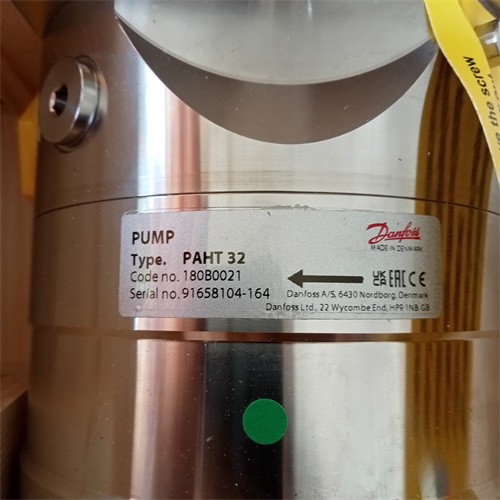 the screw
PUMP
Danfoss
MADE IN DENMARK
Type. PAHT 32
Code no. 180B0021
UK CA EAC CE
Serial no. 91658104-164
Danfoss A/S, 6430 Nordborg, Denmark
Danfoss Ltd., 22 Wycombe End, HP9 1NB, GB